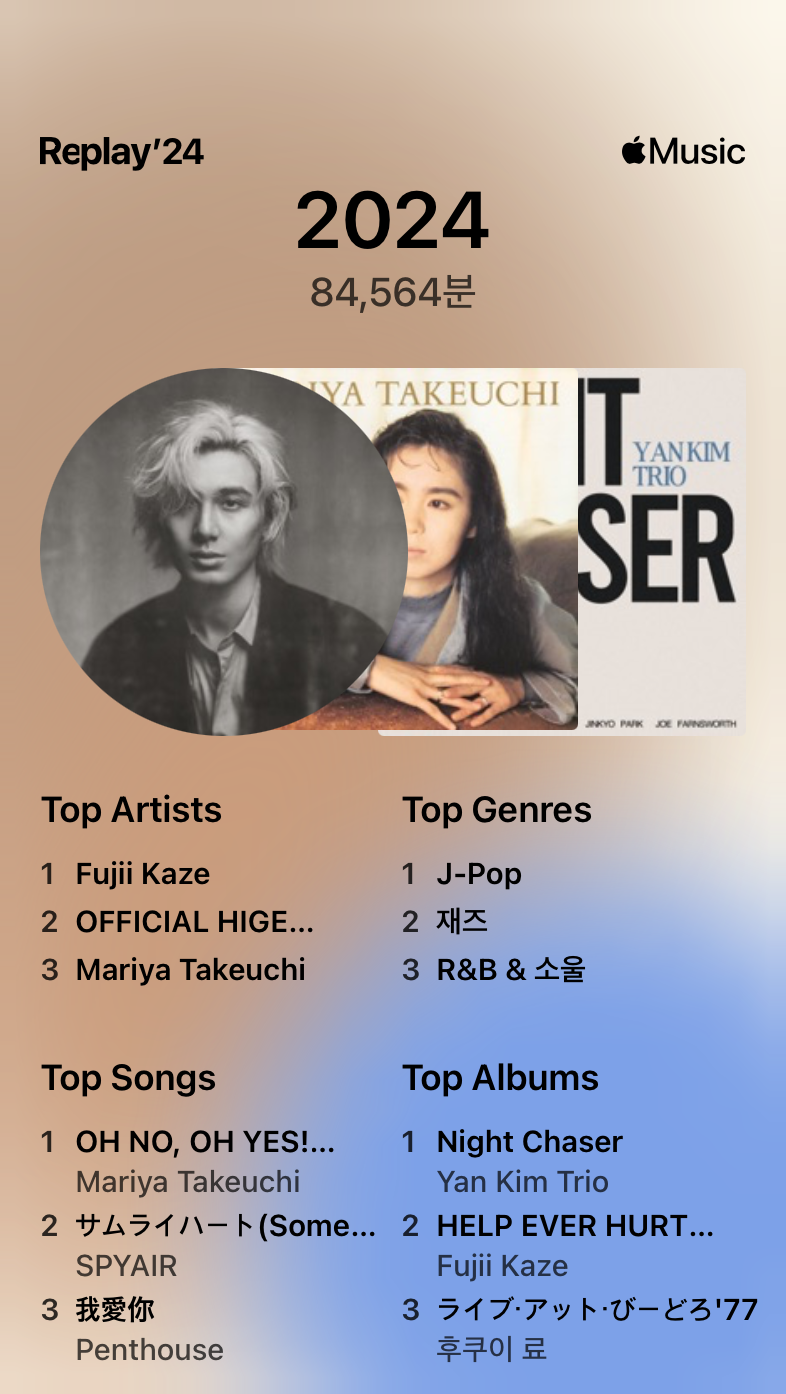 Replay’24
Music
2024
84,564분
IYA TAKEUCHI
IT
YAN KIM
TRIO
SER
JINKYO PARK JOE FARNSWORTH
Top Artists
1 Fujii Kaze
2 OFFICIAL HIGE...
3 Mariya Takeuchi
Top Genres
1 J-Pop
2 재즈
3 R&B & 소울
Top Songs
1 OH NO, OH YES!...
Mariya Takeuchi
2 サムライハート(Some...
SPYAIR
3 我愛你
Penthouse
Top Albums
1 Night Chaser
Yan Kim Trio
2 HELP EVER HURT...
Fujii Kaze
3 ライブ·アット·びーどろ'77
후쿠이 료